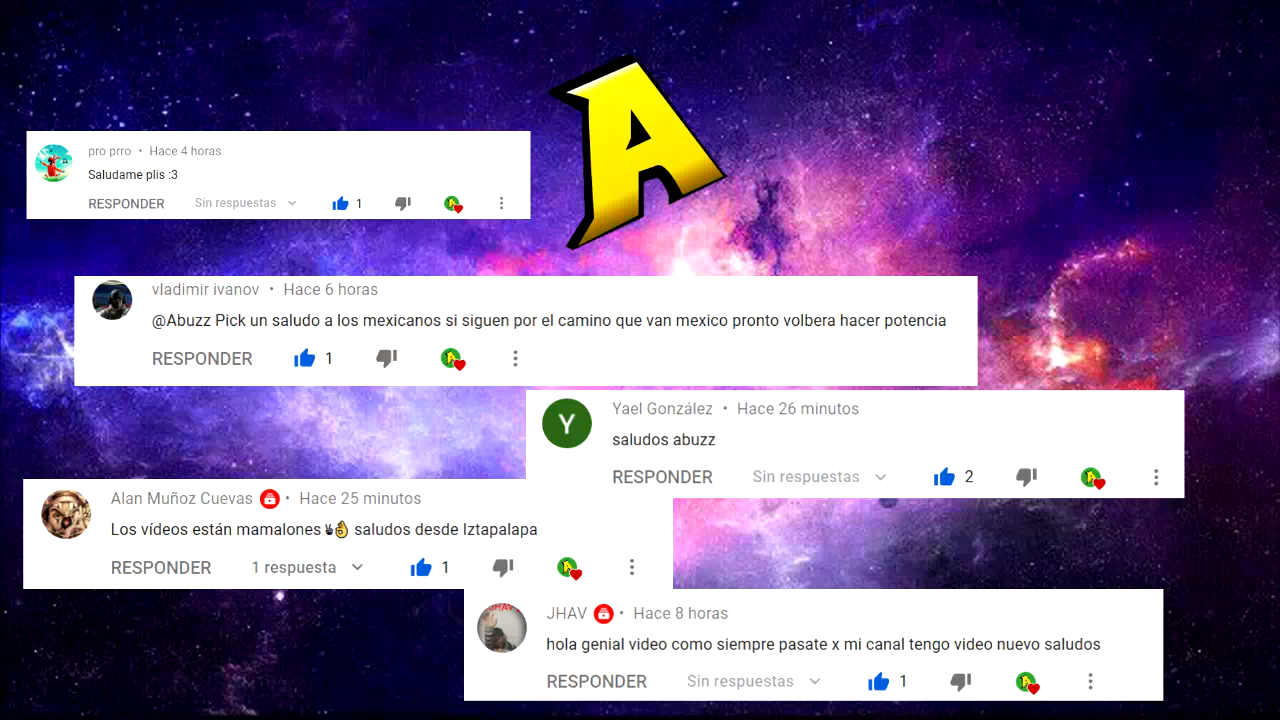 A
pro prro • Hace 4 horas
Saludame plis :3
RESPONDER Sin respuestas 1
vladimir ivanov • Hace 6 horas
@Abuzz Pick un saludo a los mexicanos si siguen por el camino que van mexico pronto volbera hacer potencia
RESPONDER 1
Y
Yael González • Hace 26 minutos
saludos abuzz
RESPONDER Sin respuestas 2
Alan Muñoz Cuevas • Hace 25 minutos
Los vídeos están mamalones🤟👌 saludos desde Iztapalapa
RESPONDER 1 respuesta 1
JHAV
JHAV • Hace 8 horas
hola genial video como siempre pasate x mi canal tengo video nuevo saludos
RESPONDER Sin respuestas 1